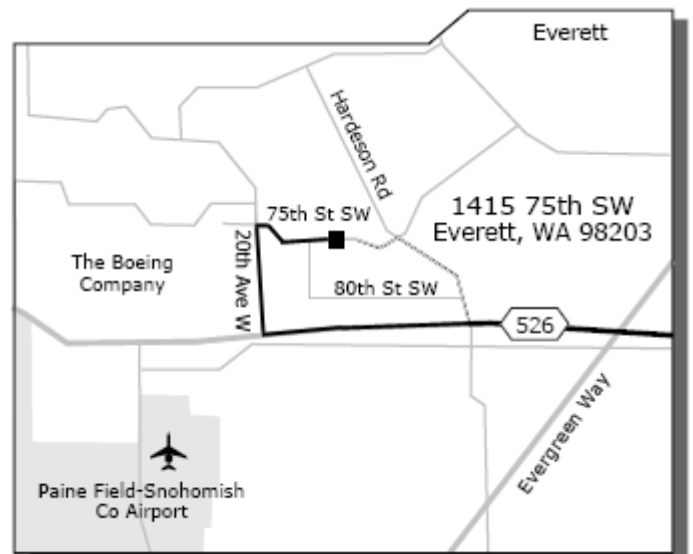 Everett
Hardeson Rd
1415 75th SW
Everett, WA 98203
75th St SW
20th Ave W
The Boeing
Company
80th St SW
526
Evergreen Way
Paine Field-Snohomish
Co Airport